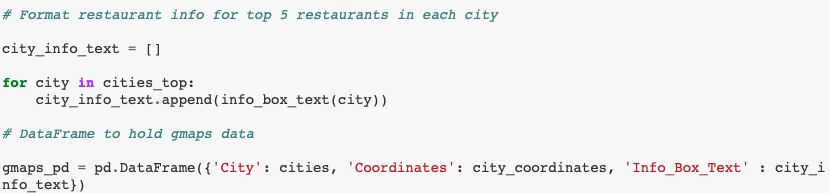 # Format restaurant info for top 5 restaurants in each city
city_info_text = []
for city in cities_top:
    city_info_text.append(info_box_text(city))
# DataFrame to hold gmaps data
gmaps_pd = pd.DataFrame({'City': cities, 'Coordinates': city_coordinates, 'Info_Box_Text' : city_i
nfo_text})